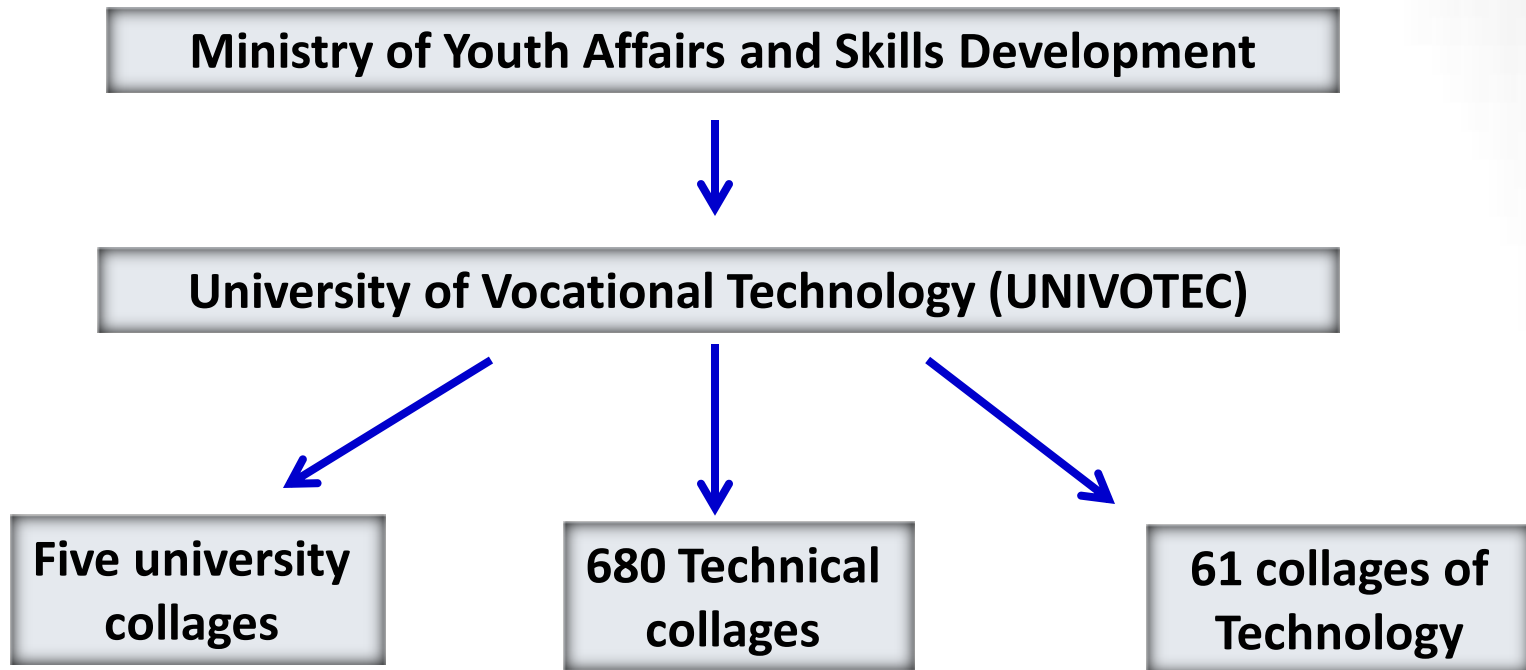 Ministry of Youth Affairs and Skills Development
University of Vocational Technology (UNIVOTEC)
Five university
collages
680 Technical
collages
61 collages of
Technology